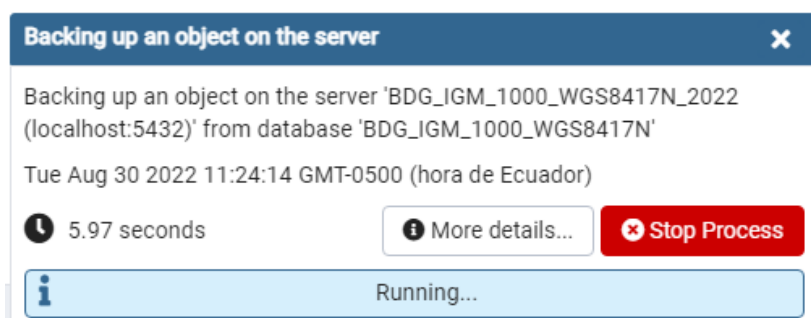 Backing up an object on the server
Backing up an object on the server 'BDG_IGM_1000_WGS8417N_2022
(localhost:5432)' from database 'BDG_IGM_1000_WGS8417N'
Tue Aug 30 2022 11:24:14 GMT-0500 (hora de Ecuador)
5.97 seconds
More details...
Stop Process
Running...